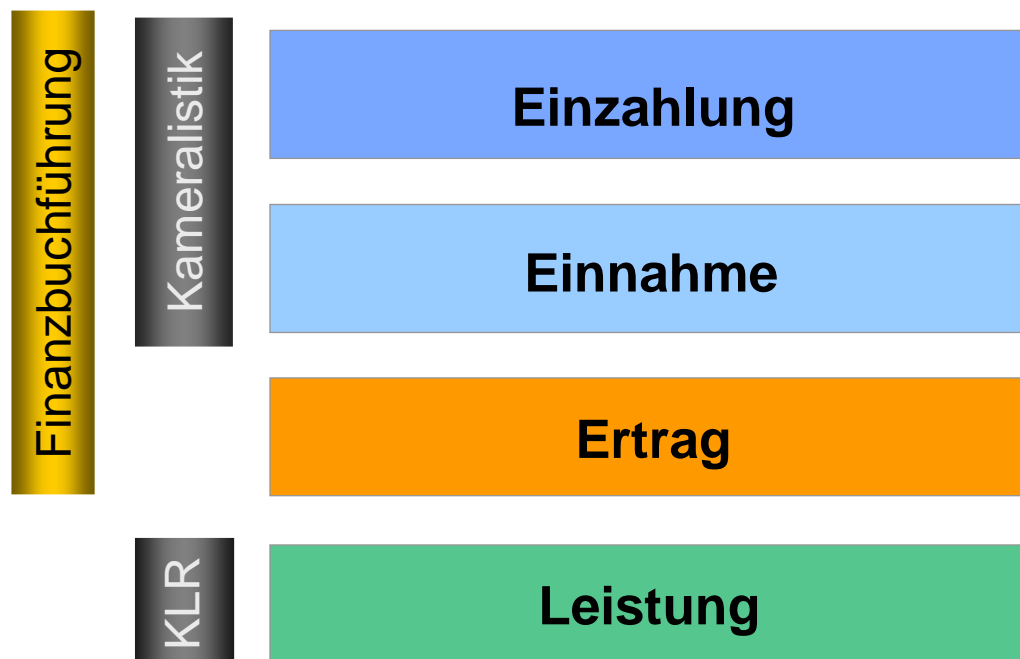 Finanzbuchführung
Kameralistik
Einzahlung
Einnahme
Ertrag
KLR
Leistung